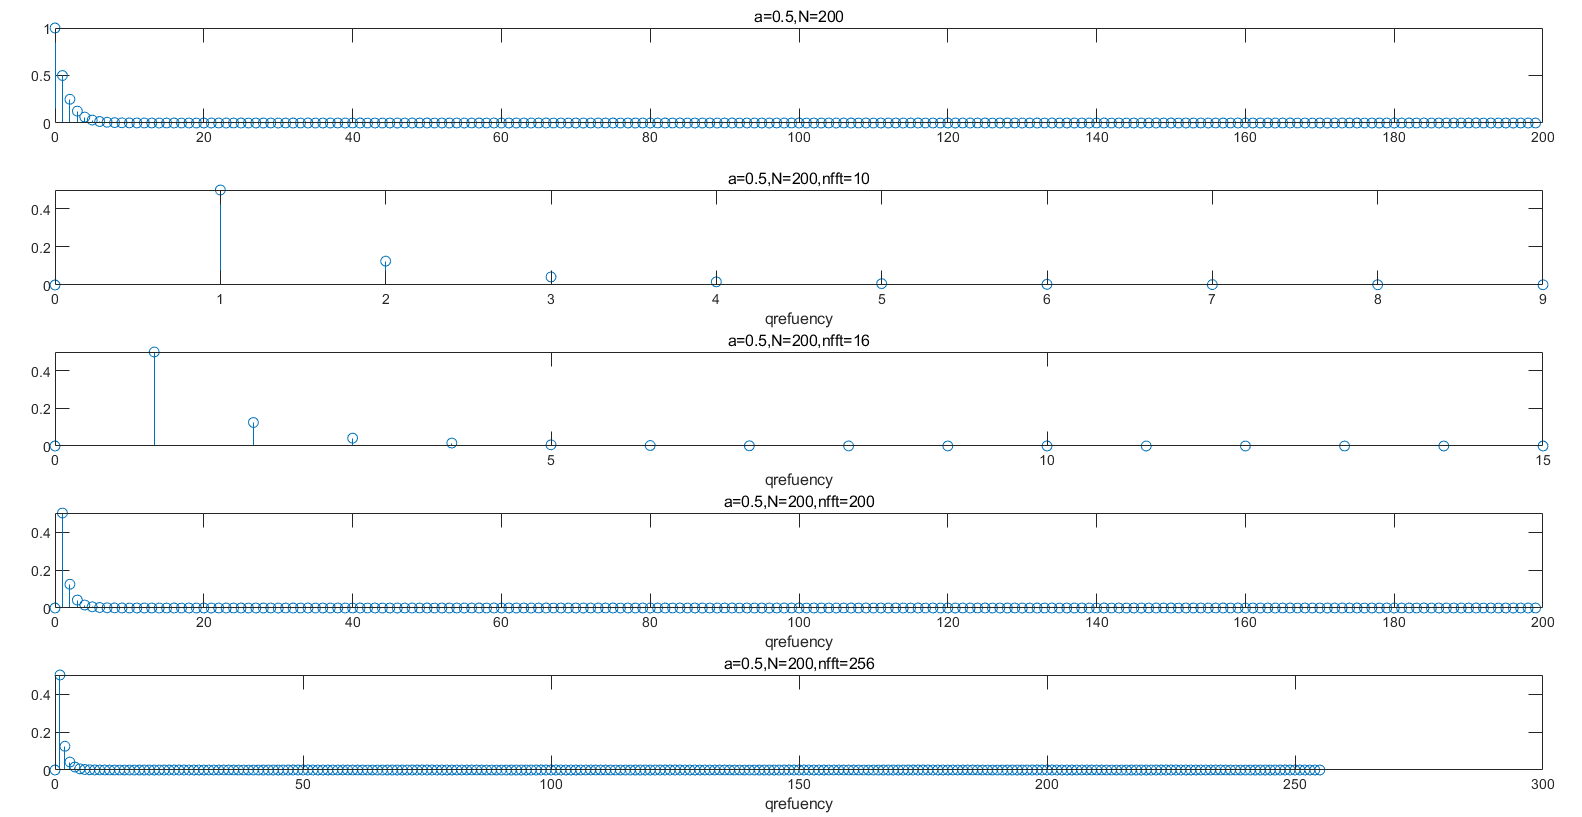 a=0.5,N=200
1
0.5
0
0 20 40 60 80 100 120 140 160 180 200
a=0.5,N=200,nfft=10
0.4
0.2
0
0 1 2 3 4 5 6 7 8 9
qrefuency
a=0.5,N=200,nfft=16
0.4
0.2
0
0 5 10 15
qrefuency
a=0.5,N=200,nfft=200
0.4
0.2
0
0 20 40 60 80 100 120 140 160 180 200
qrefuency
a=0.5,N=200,nfft=256
0.4
0.2
0
0 50 100 150 200 250 300
qrefuency